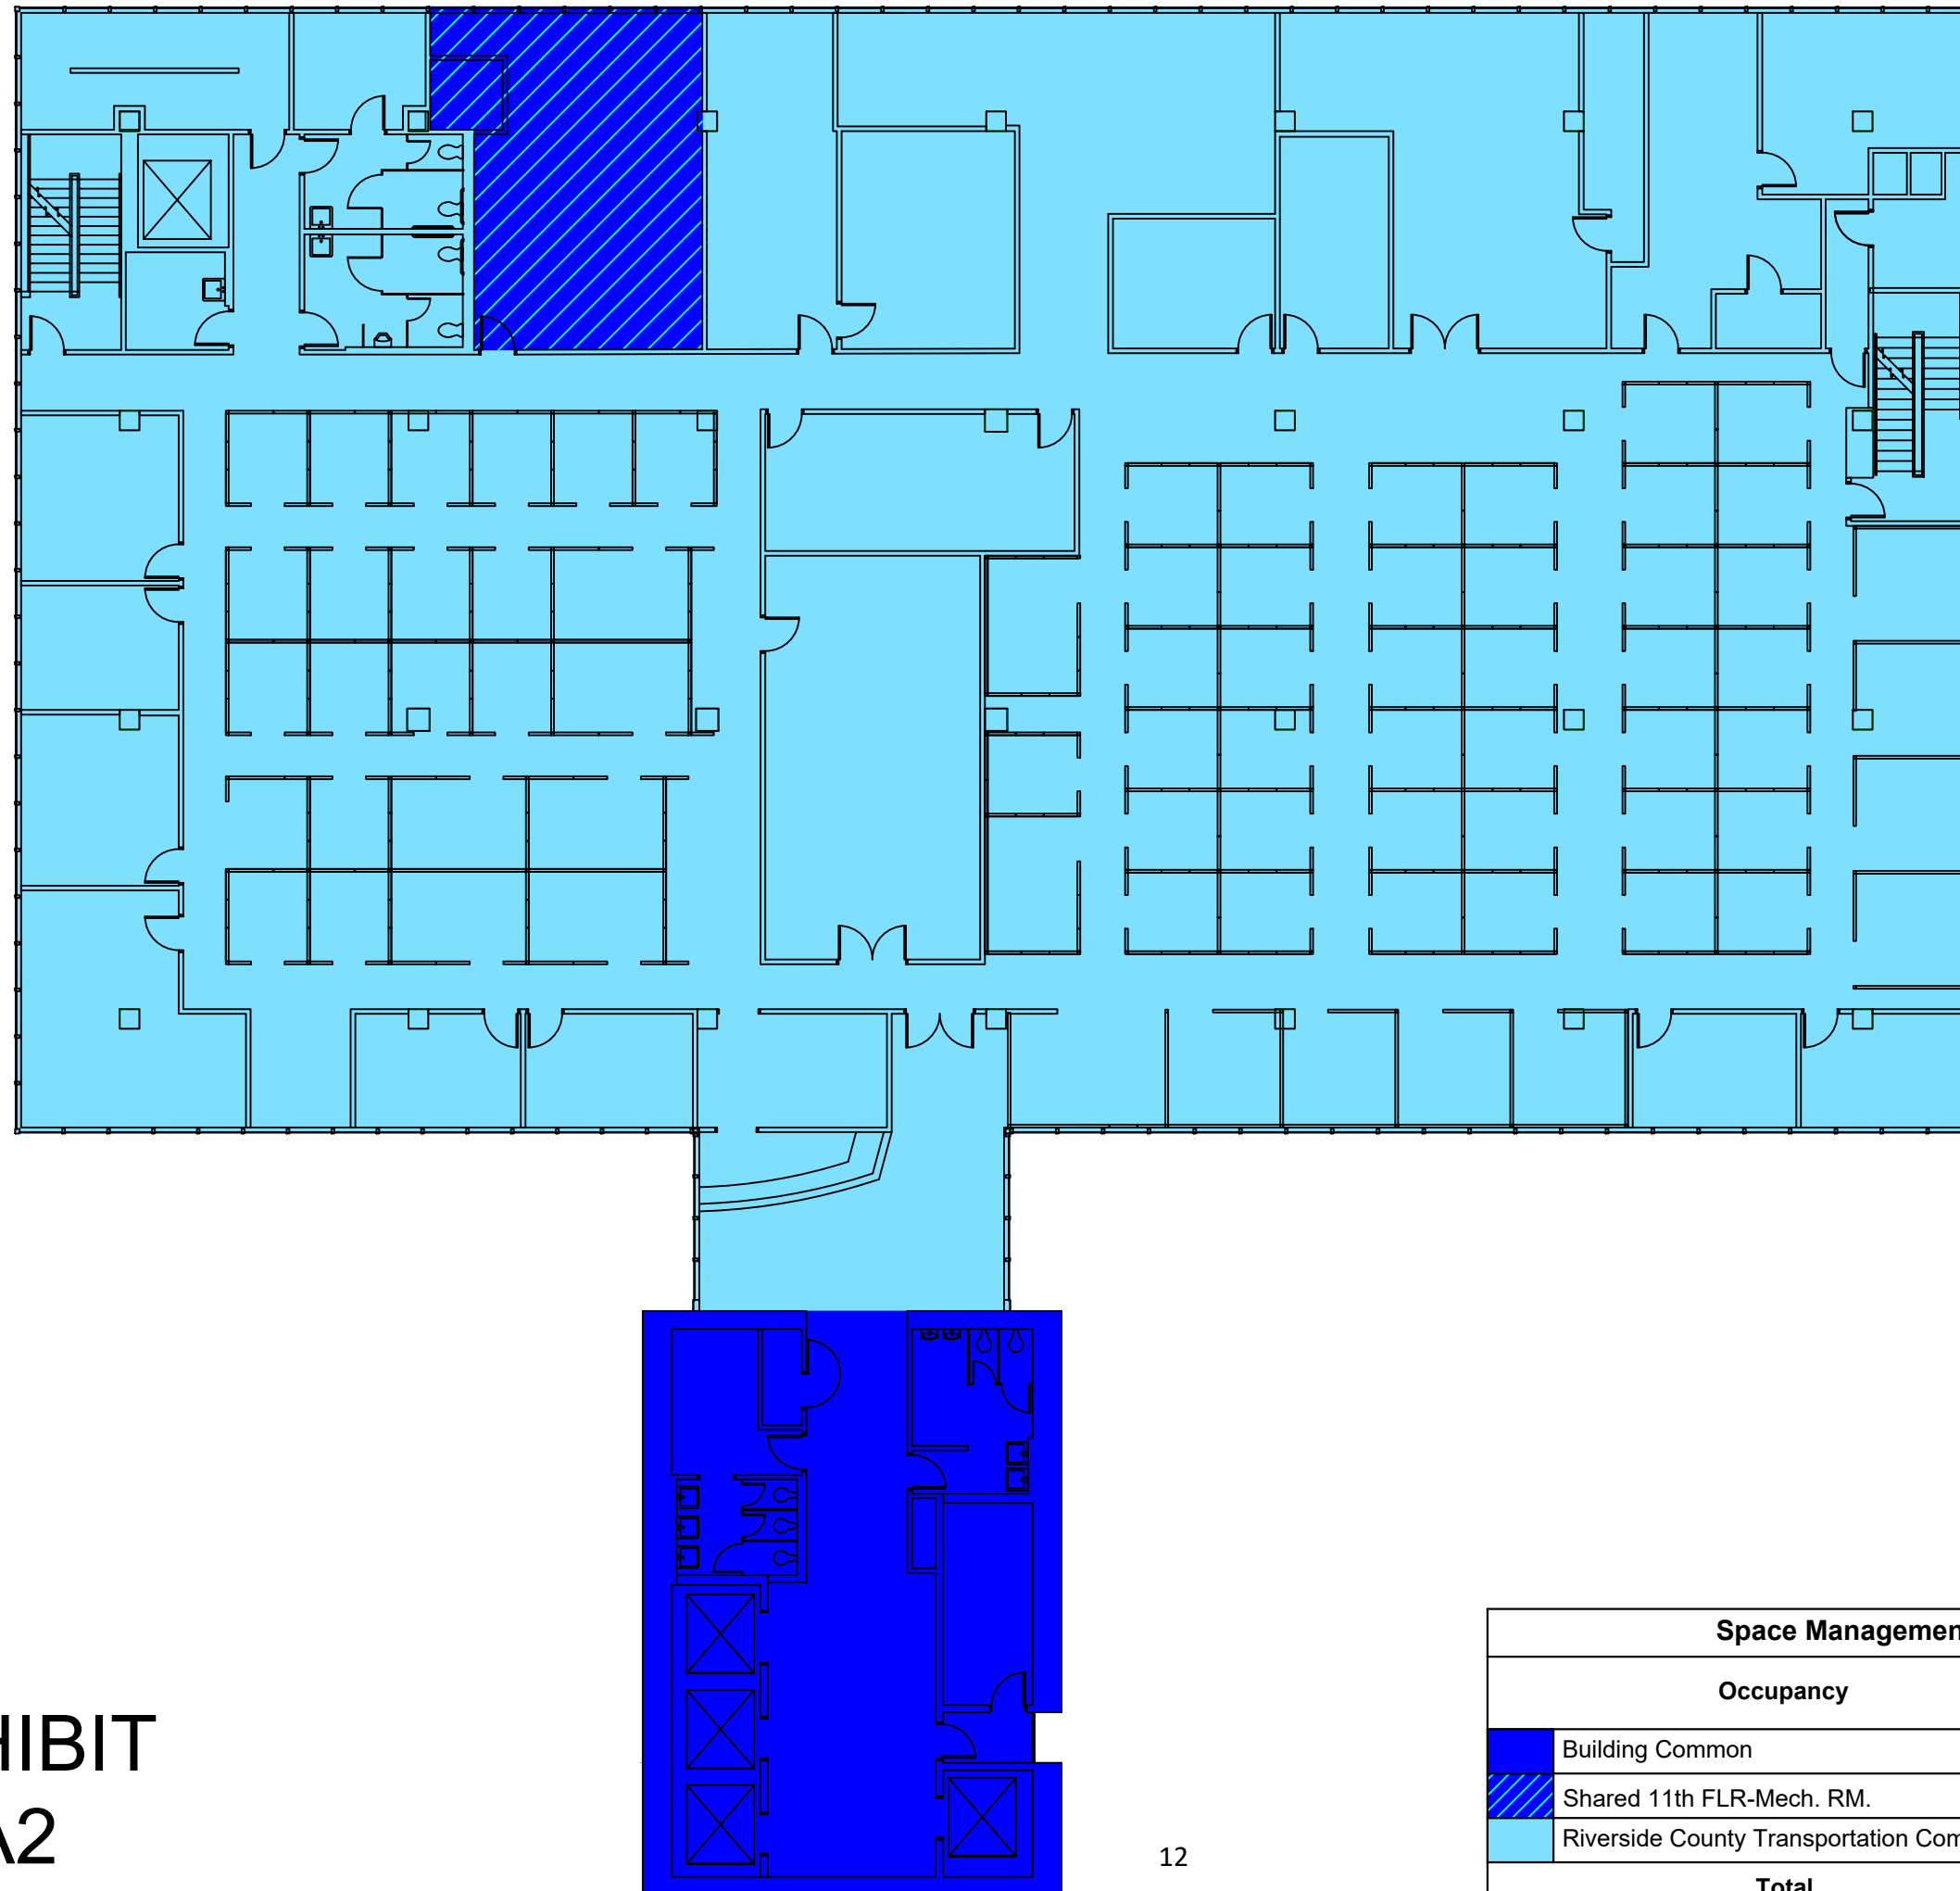 HIBIT
A2
12
Space Managemen
Occupancy
Building Common
Shared 11th FLR-Mech. RM.
Riverside County Transportation Com
Total